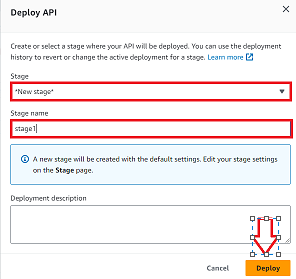 Deploy API
Create or select a stage where your API will be deployed. You can use the deployment
history to revert or change the active deployment for a stage. Learn more
Stage
*New stage*
Stage name
stage1
A new stage will be created with the default settings. Edit your stage settings
on the Stage page.
Deployment description
Cancel
Deploy